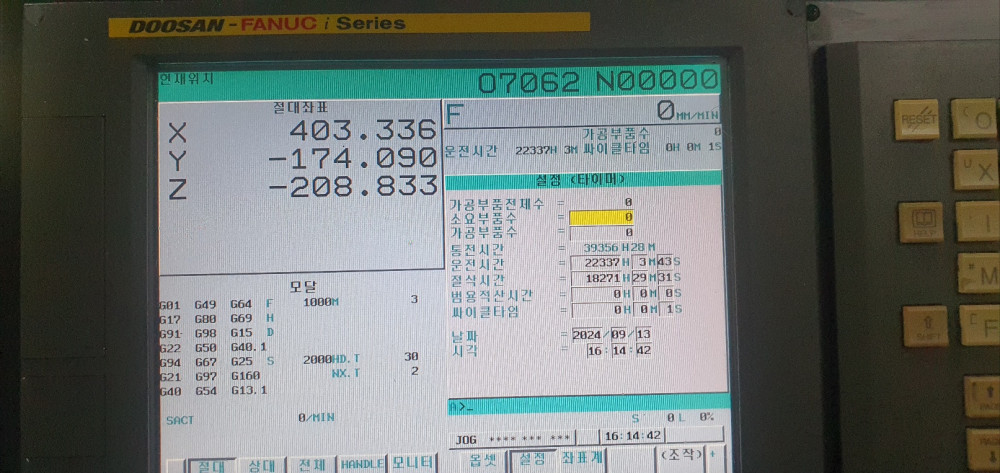 DOOSAN-FANUC i Series
현재위치 O7062 N00000
절대좌표
X 403.336
Y -174.090
Z -208.833
F 0 MM/MIN
가공부품수 0
운전시간 22337H 3M 싸이클타임 0H 0M 1S
설정 (타이머)
가공부품전체수 = 0
소요부품수 = 0
가공부품수 = 0
통전시간 = 39356H28M
운전시간 = 22337H 3M43S
절삭시간 = 18271H29M31S
범용적산시간 = 0H 0M 0S
싸이클타임 = 0H 0M 1S
날짜 = 2024/09/13
시각 = 16:14:42
모달
G01 G49 G64 F 1000M 3
G17 G80 G69 H
G91 G98 G15 D
G22 G50 G40.1
G94 G67 G25 S 2000HD.T 30
G21 G97 G160 NX.T 2
G40 G54 G13.1
SACT 0/MIN
A>_
S 0L 0%
JOG **** *** *** 16:14:42
절대 상대 전체 HANDLE 모니터
옵셋 설정 좌표계 (조작) +
RESET
O
U X
HELP
I
M
SHIFT
F